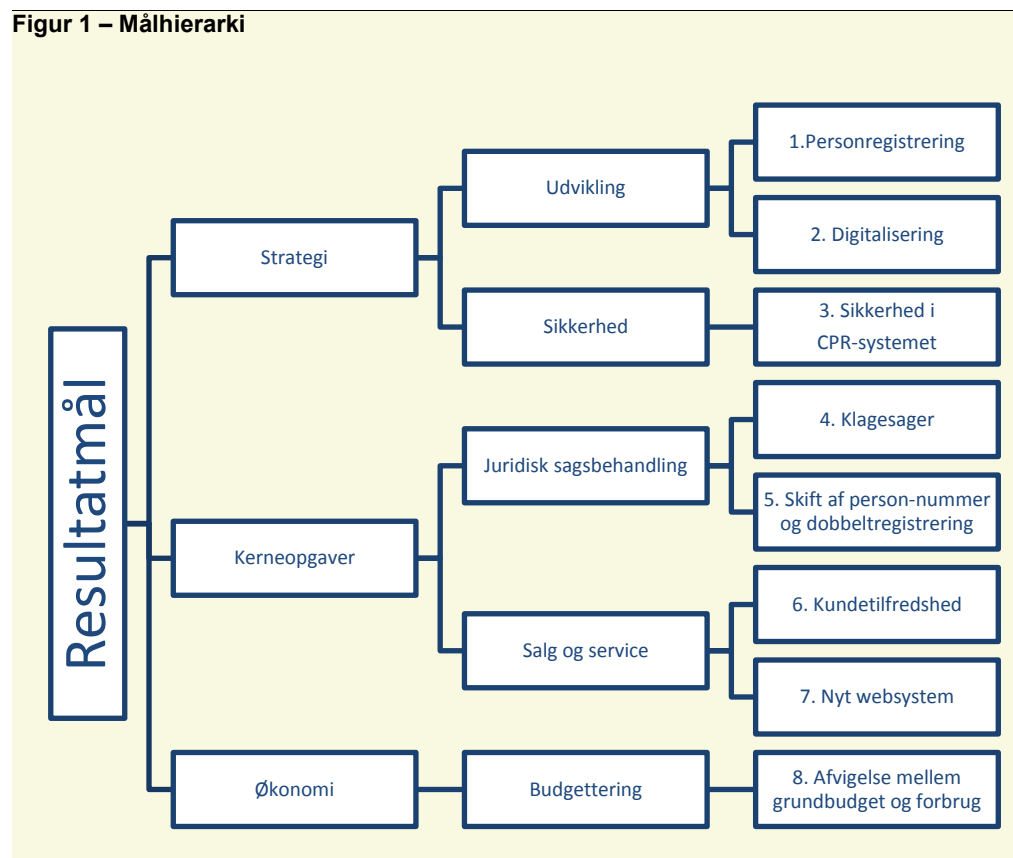 Figur 1 – Målhierarki
Resultatmål
Strategi
Udvikling
1.Personregistrering
2. Digitalisering
Sikkerhed
3. Sikkerhed i
CPR-systemet
Kerneopgaver
Juridisk sagsbehandling
4. Klagesager
5. Skift af person-nummer
og dobbeltregistrering
Salg og service
6. Kundetilfredshed
7. Nyt websystem
Økonomi
Budgettering
8. Afvigelse mellem
grundbudget og forbrug